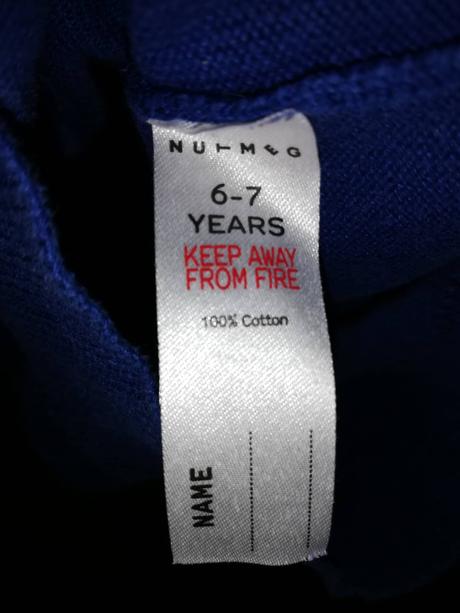 NUTMEG
6-7
YEARS
KEEP AWAY
FROM FIRE
100% Cotton
NAME